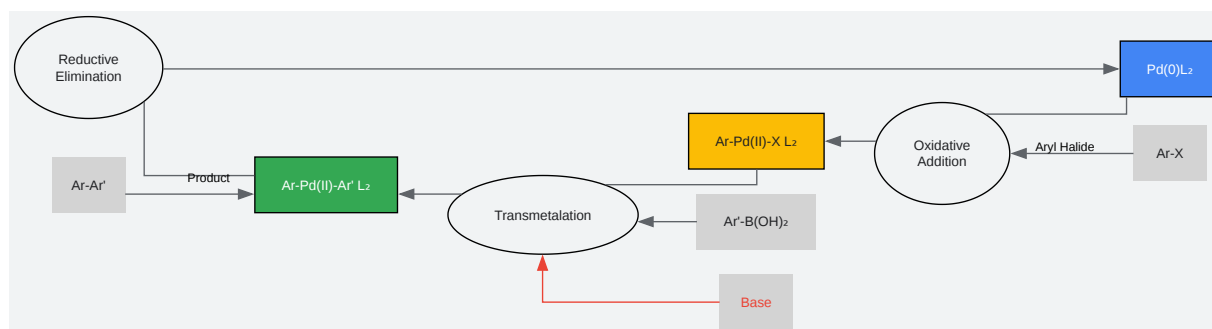 Reductive
Elimination
Pd(0)L₂
Ar-Pd(II)-X L₂
Oxidative
Addition
Aryl Halide
Ar-X
Ar-Ar'
Product
Ar-Pd(II)-Ar' L₂
Transmetalation
Ar'-B(OH)₂
Base